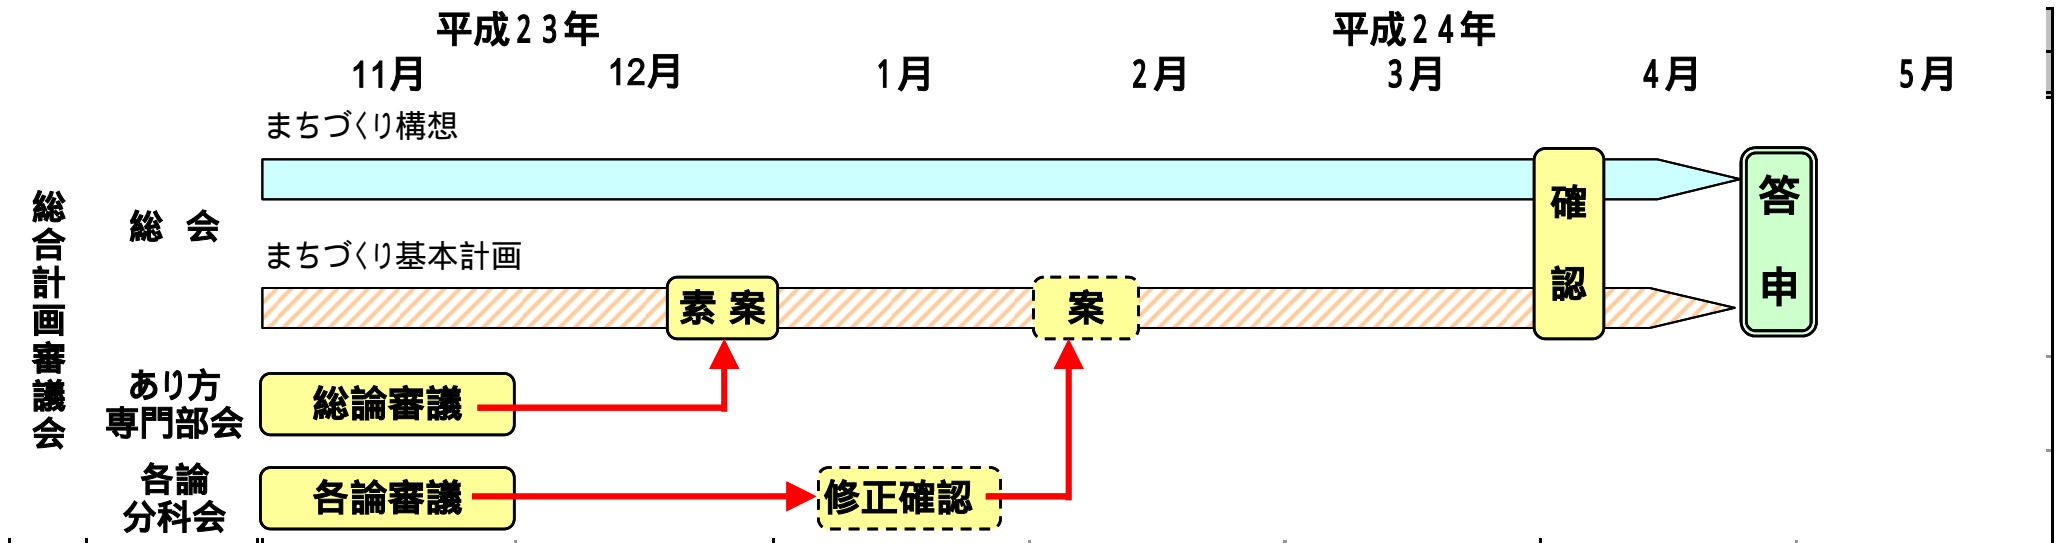 平成23年
平成24年
11月
12月
1月
2月
3月
4月
5月
総合計画審議会
総会
まちづくり構想
まちづくり基本計画
素案
案
確認
答申
あり方
専門部会
総論審議
各論
分科会
各論審議
修正確認